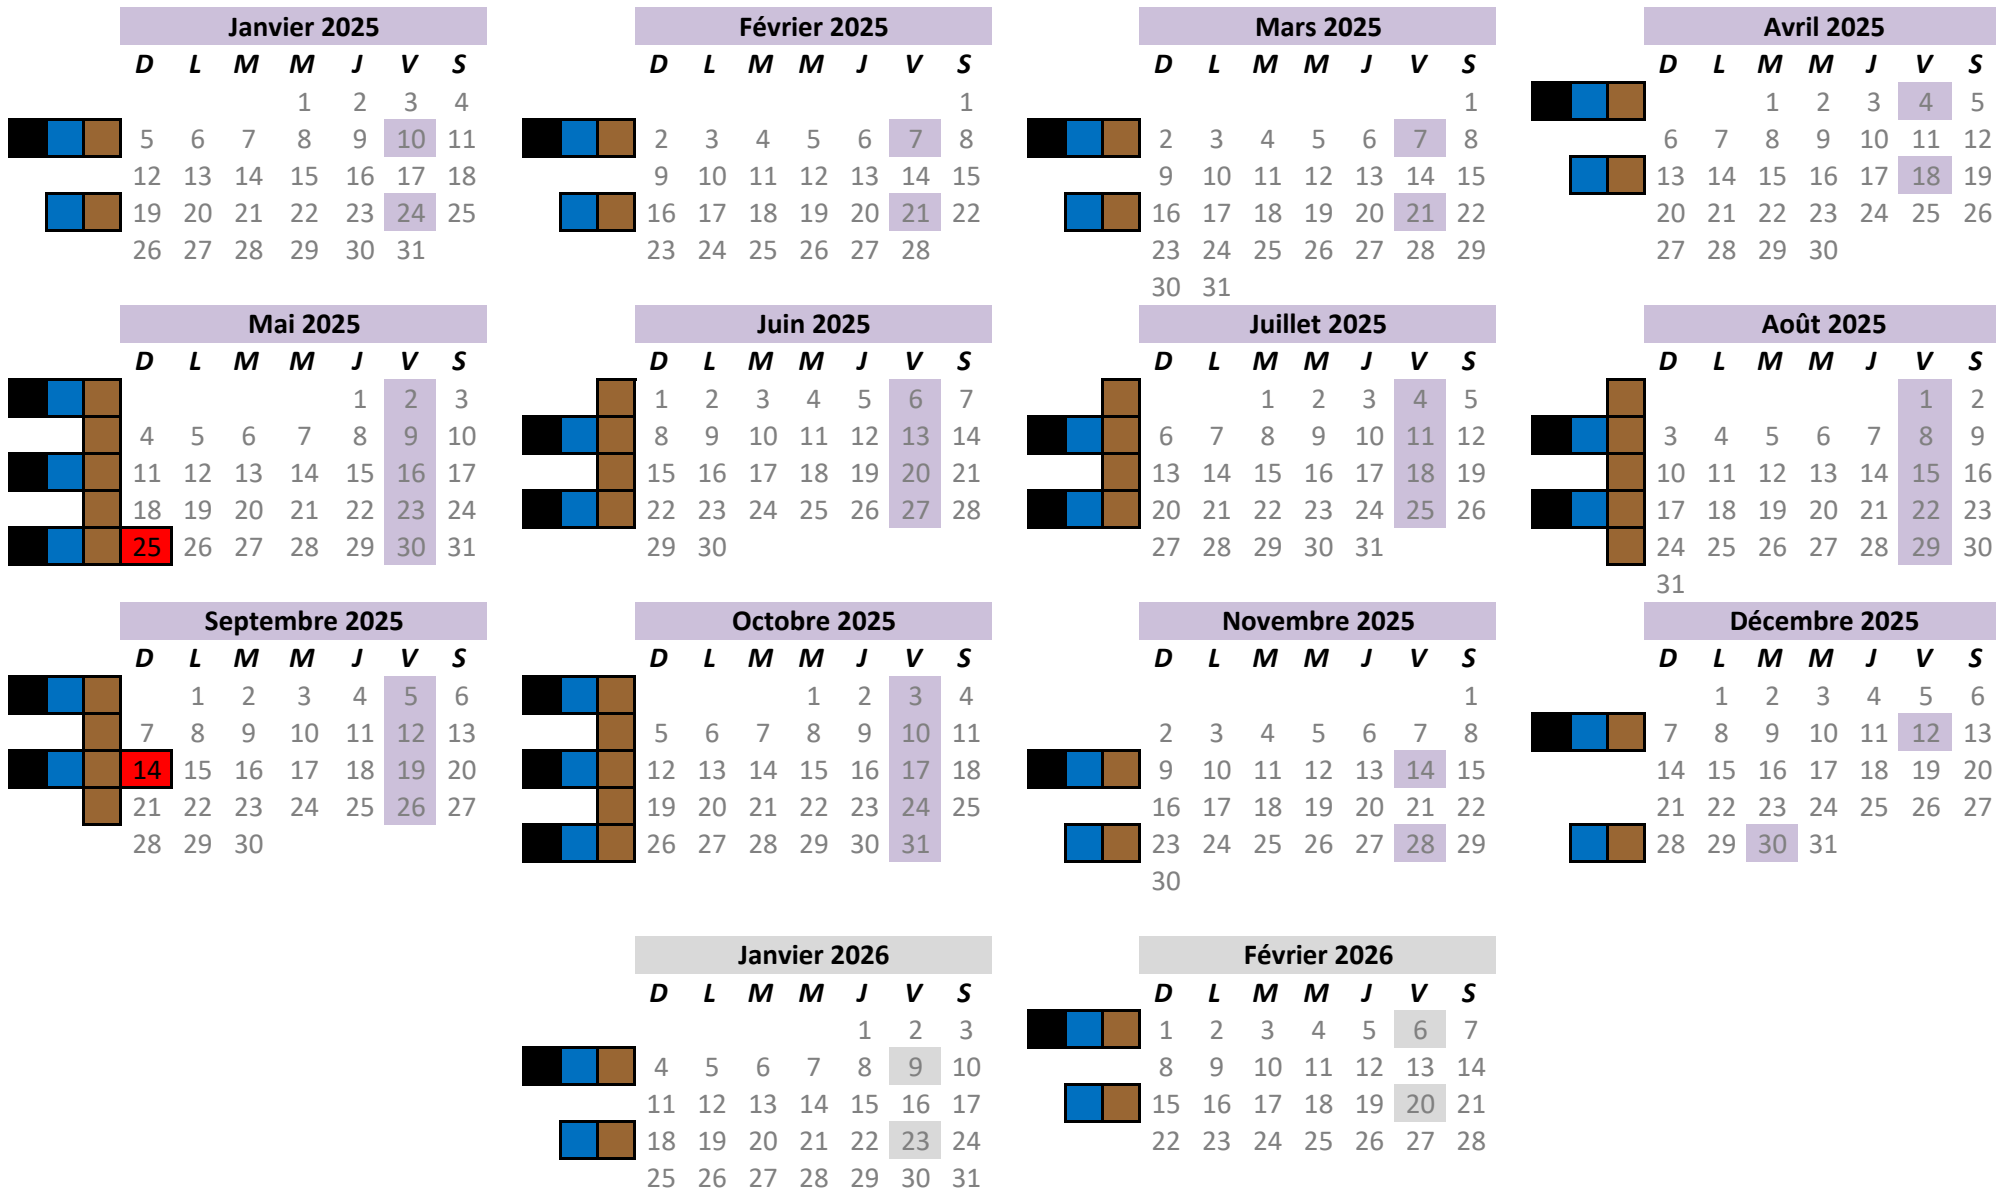 Janvier 2025 Février 2025 Mars 2025 Avril 2025
D L M M J V S D L M M J V S D L M M J V S D L M M J V S
1 2 3 4 1 1 1 2 3 4 5
5 6 7 8 9 10 11 2 3 4 5 6 7 8 2 3 4 5 6 7 8 6 7 8 9 10 11 12
12 13 14 15 16 17 18 9 10 11 12 13 14 15 9 10 11 12 13 14 15 13 14 15 16 17 18 19
19 20 21 22 23 24 25 16 17 18 19 20 21 22 16 17 18 19 20 21 22 20 21 22 23 24 25 26
26 27 28 29 30 31 23 24 25 26 27 28 23 24 25 26 27 28 29 27 28 29 30
30 31
Mai 2025 Juin 2025 Juillet 2025 Août 2025
D L M M J V S D L M M J V S D L M M J V S D L M M J V S
1 2 3 1 2 3 4 5 6 7 1 2 3 4 5 1 2
4 5 6 7 8 9 10 8 9 10 11 12 13 14 6 7 8 9 10 11 12 3 4 5 6 7 8 9
11 12 13 14 15 16 17 15 16 17 18 19 20 21 13 14 15 16 17 18 19 10 11 12 13 14 15 16
18 19 20 21 22 23 24 22 23 24 25 26 27 28 20 21 22 23 24 25 26 17 18 19 20 21 22 23
25 26 27 28 29 30 31 29 30 27 28 29 30 31 24 25 26 27 28 29 30
31
Septembre 2025 Octobre 2025 Novembre 2025 Décembre 2025
D L M M J V S D L M M J V S D L M M J V S D L M M J V S
1 2 3 4 5 6 1 2 3 4 1 1 2 3 4 5 6
7 8 9 10 11 12 13 5 6 7 8 9 10 11 2 3 4 5 6 7 8 7 8 9 10 11 12 13
14 15 16 17 18 19 20 12 13 14 15 16 17 18 9 10 11 12 13 14 15 14 15 16 17 18 19 20
21 22 23 24 25 26 27 19 20 21 22 23 24 25 16 17 18 19 20 21 22 21 22 23 24 25 26 27
28 29 30 26 27 28 29 30 31 23 24 25 26 27 28 29 28 29 30 31
30
Janvier 2026 Février 2026
D L M M J V S D L M M J V S
1 2 3 1 2 3 4 5 6 7
4 5 6 7 8 9 10 8 9 10 11 12 13 14
11 12 13 14 15 16 17 15 16 17 18 19 20 21
18 19 20 21 22 23 24 22 23 24 25 26 27 28
25 26 27 28 29 30 31